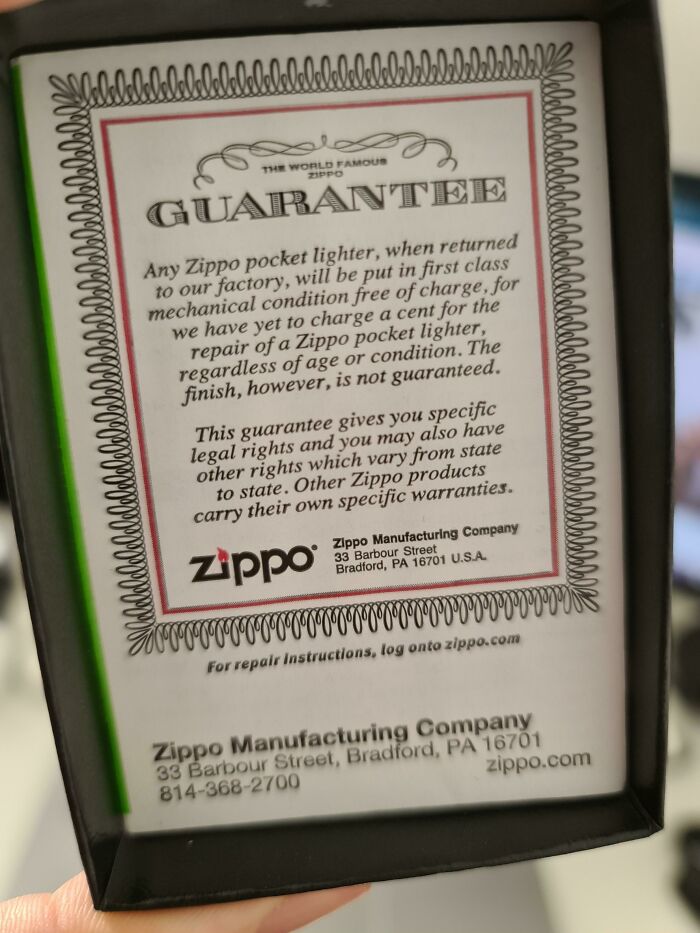 THE WORLD FAMOUS
ZIPPO
GUARANTEE
Any Zippo pocket lighter, when returned
to our factory, will be put in first class
mechanical condition free of charge, for
we have yet to charge a cent for the
repair of a Zippo pocket lighter,
regardless of age or condition. The
finish, however, is not guaranteed.
This guarantee gives you specific
legal rights and you may also have
other rights which vary from state
to state. Other Zippo products
carry their own specific warranties.
zippo®
Zippo Manufacturing Company
33 Barbour Street
Bradford, PA 16701 U.S.A.
For repair instructions, log onto zippo.com
Zippo Manufacturing Company
33 Barbour Street, Bradford, PA 16701
814-368-2700 zippo.com